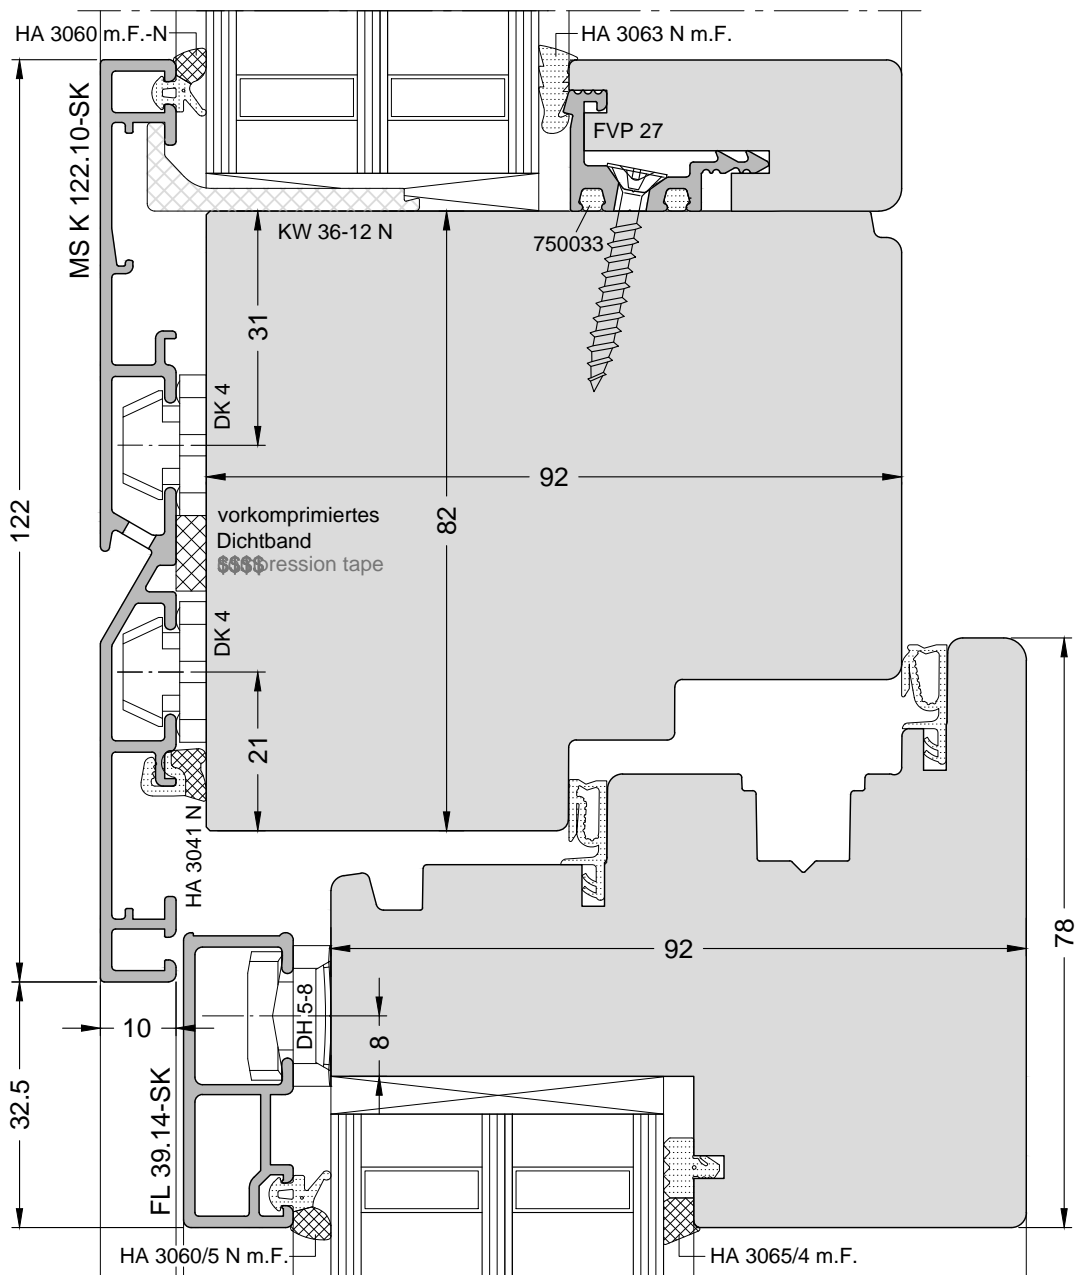 HA 3060 m.F.-N
HA 3063 N m.F.
MS K 122.10-SK
FVP 27
KW 36-12 N
750033
31
DK 4
92
122
82
vorkomprimiertes
Dichtband
pression tape
DK 4
21
HA 3041 N
78
92
DH 5-8
10
8
32.5
FL 39.14-SK
HA 3060/5 N m.F.
HA 3065/4 m.F.